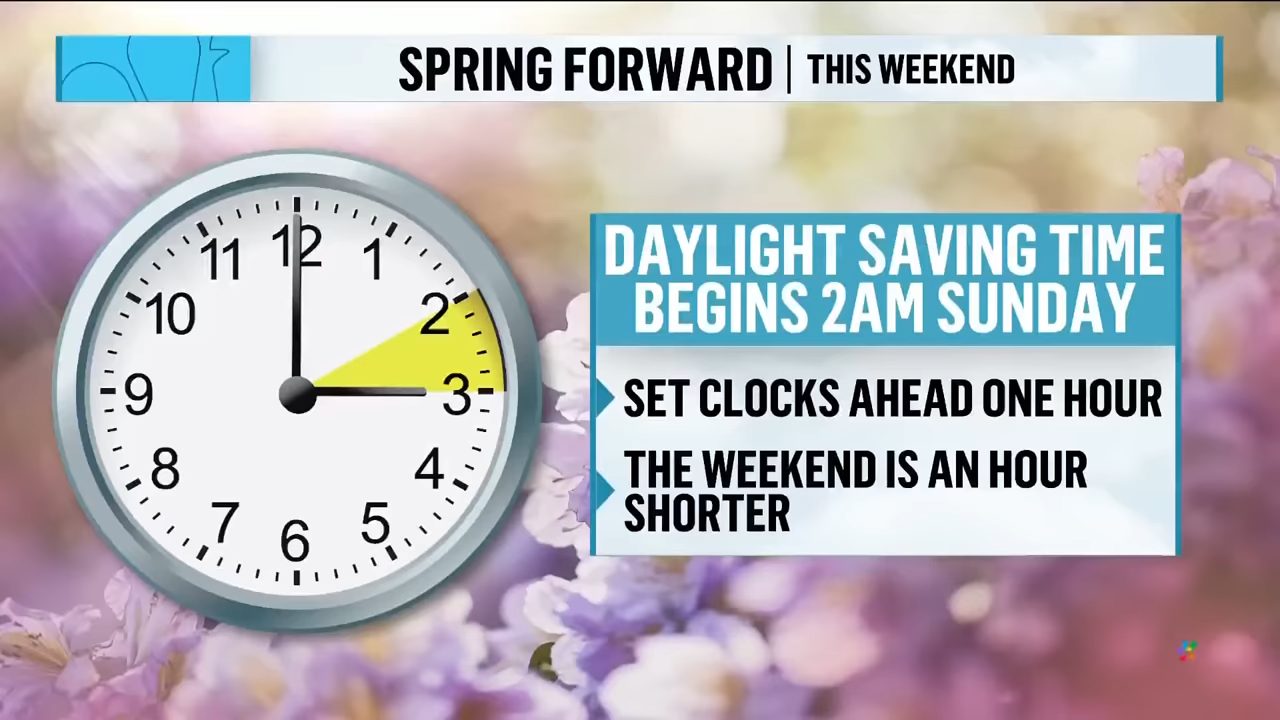 SPRING FORWARD | THIS WEEKEND
DAYLIGHT SAVING TIME
BEGINS 2AM SUNDAY
SET CLOCKS AHEAD ONE HOUR
THE WEEKEND IS AN HOUR
SHORTER
12
11 1
10 2
9 3
8 4
7 5
6